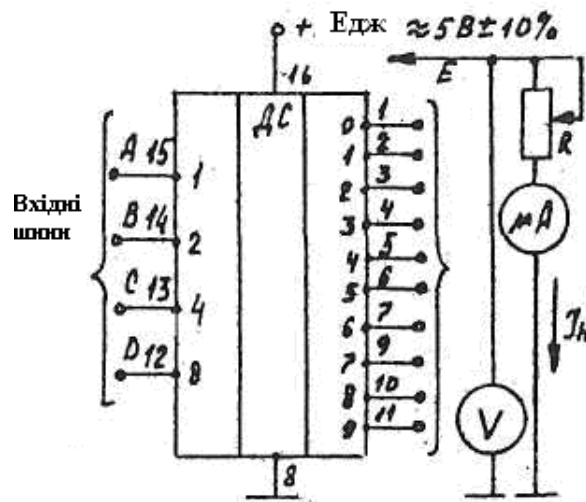 + Едж ≈5В±10%
16
E
ДС
A 15 1
B 14 2
C 13 4
D 12 8
Вхідні
шини
0 1
1 2
2 3
3 4
4 5
5 6
6 7
7 9
8 10
9 11
8
R
μA
Iн
V